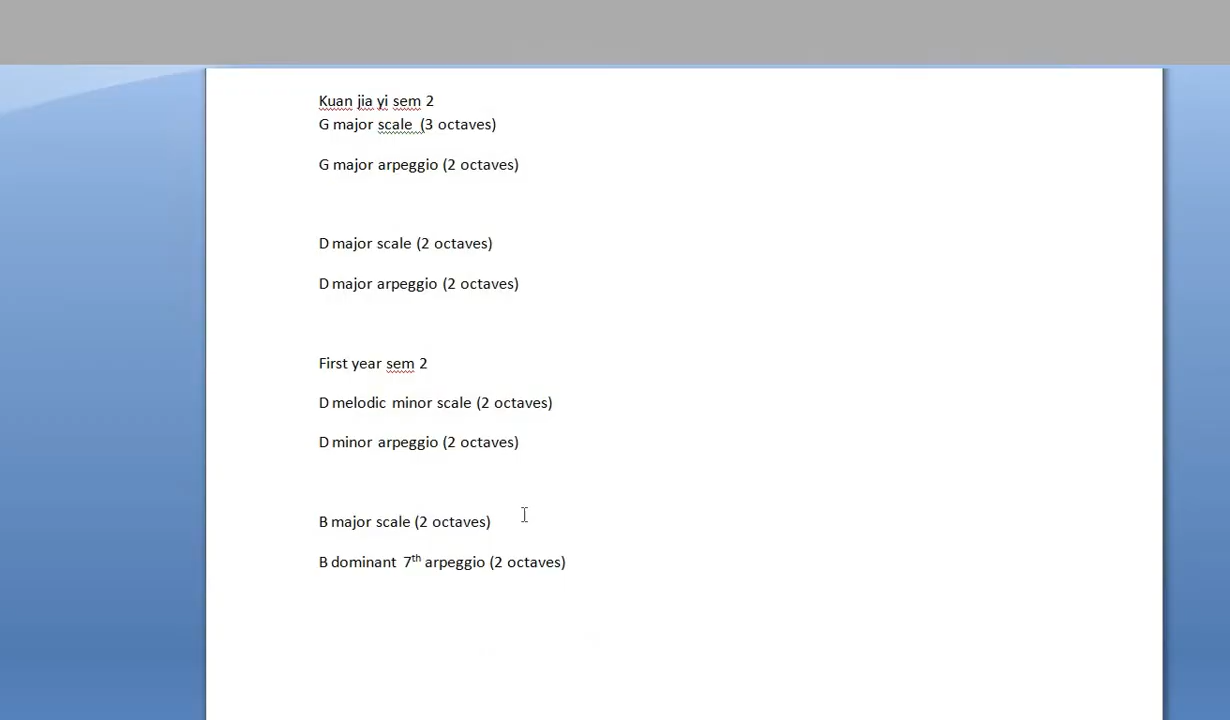 Kuan jia yi sem 2
G major scale  (3 octaves)
G major arpeggio (2 octaves)
D major scale (2 octaves)
D major arpeggio (2 octaves)
First year sem 2
D melodic minor scale (2 octaves)
D minor arpeggio (2 octaves)
B major scale (2 octaves)
B dominant 7th arpeggio (2 octaves)